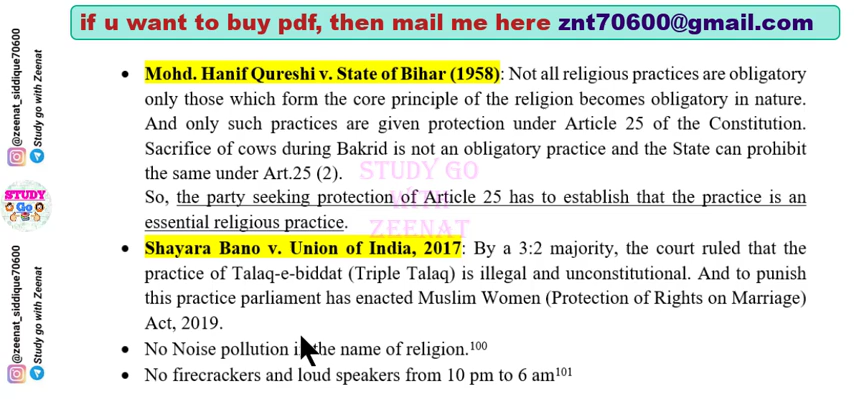 if u want to buy pdf, then mail me here znt70600@gmail.com
@zeenat_siddique70600
Study go with Zeenat
• Mohd. Hanif Qureshi v. State of Bihar (1958): Not all religious practices are obligatory
only those which form the core principle of the religion becomes obligatory in nature.
And only such practices are given protection under Article 25 of the Constitution.
Sacrifice of cows during Bakrid is not an obligatory practice and the State can prohibit
the same under Art.25 (2).
STUDY GO
WITH
ZEENAT
So, the party seeking protection of Article 25 has to establish that the practice is an
essential religious practice.
STUDY
Go
• Shayara Bano v. Union of India, 2017: By a 3:2 majority, the court ruled that the
practice of Talaq-e-biddat (Triple Talaq) is illegal and unconstitutional. And to punish
this practice parliament has enacted Muslim Women (Protection of Rights on Marriage)
Act, 2019.
@zeenat_siddique70600
Study go with Zeenat
• No Noise pollution in the name of religion.100
• No firecrackers and loud speakers from 10 pm to 6 am101